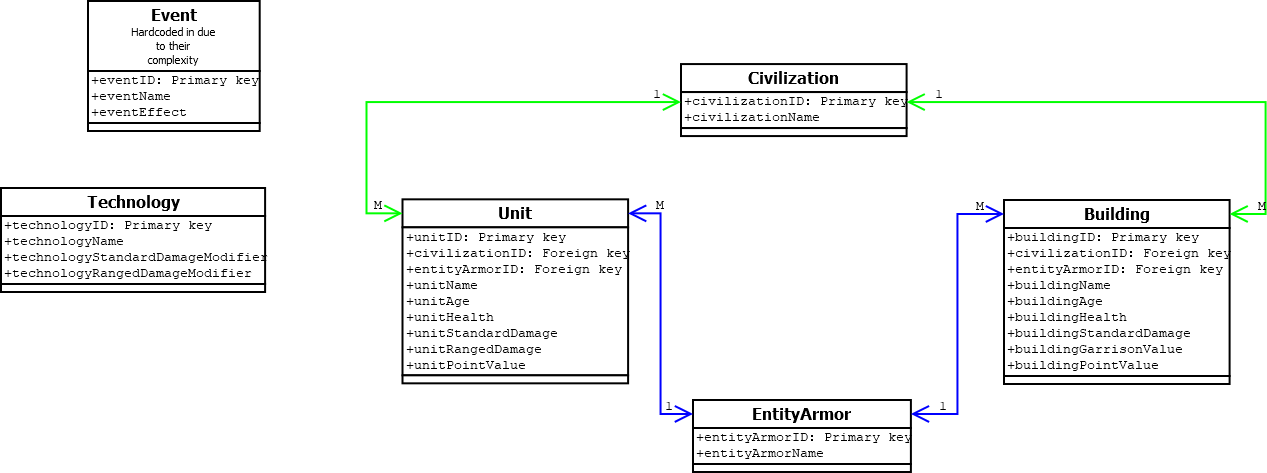 Event
Hardcoded in due
to their
complexity
+eventID: Primary key
+eventName
+eventEffect
Civilization
+civilizationID: Primary key
+civilizationName
1
1
M
M
M
M
Technology
+technologyID: Primary key
+technologyName
+technologyStandardDamageModifier
+technologyRangedDamageModifier
Unit
+unitID: Primary key
+civilizationID: Foreign key
+entityArmorID: Foreign key
+unitName
+unitAge
+unitHealth
+unitStandardDamage
+unitRangedDamage
+unitPointValue
Building
+buildingID: Primary key
+civilizationID: Foreign key
+entityArmorID: Foreign key
+buildingName
+buildingAge
+buildingHealth
+buildingStandardDamage
+buildingGarrisonValue
+buildingPointValue
1
1
EntityArmor
+entityArmorID: Primary key
+entityArmorName